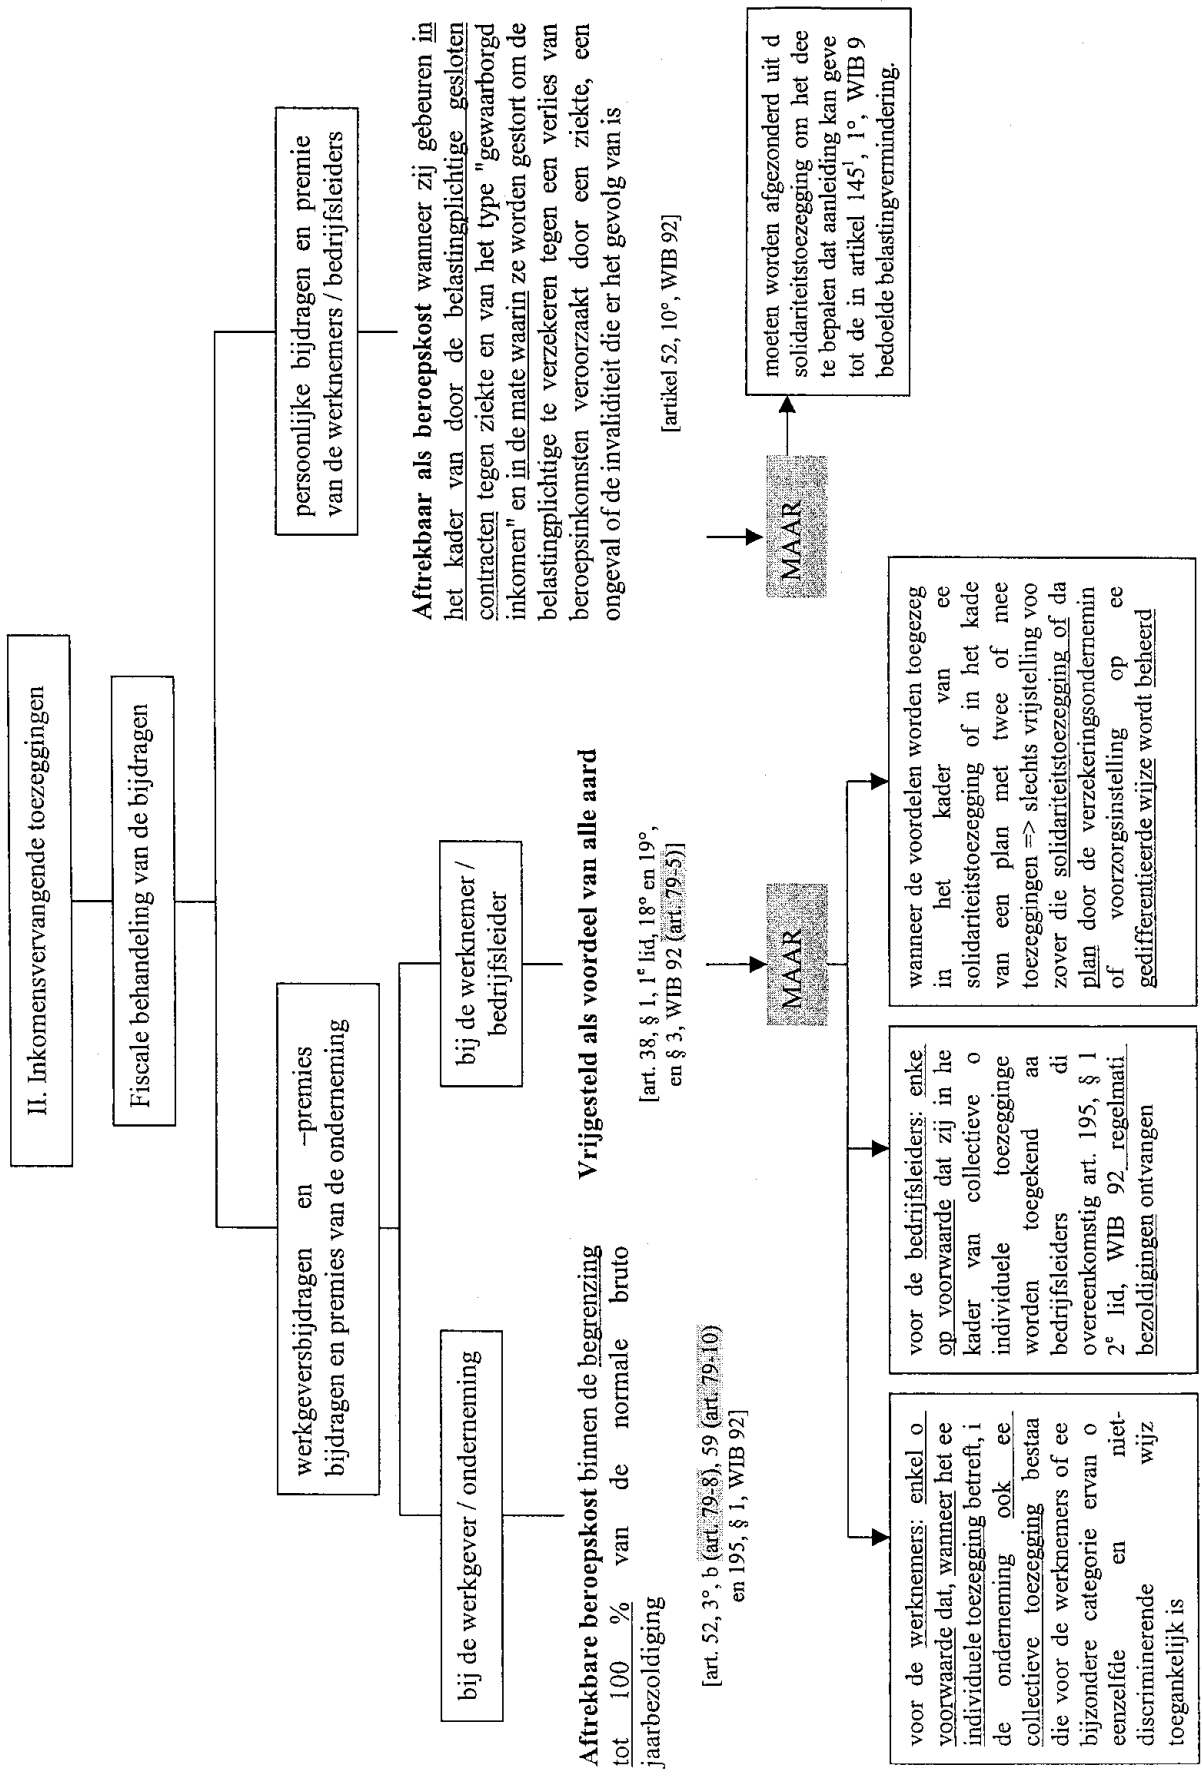 II. Inkomensvervangende toezeggingen
Fiscale behandeling van de bijdragen
werkgeversbijdragen en –premies
bijdragen en premies van de onderneming
persoonlijke bijdragen en premie
van de werknemers / bedrijfsleiders
bij de werkgever / onderneming
bij de werknemer /
bedrijfsleider
Aftrekbare beroepskost binnen de begrenzing
tot 100 % van de normale bruto
jaarbezoldiging
[art. 52, 3°, b (art. 79-8), 59 (art. 79-10)
en 195, § 1, WIB 92]
Vrijgesteld als voordeel van alle aard
[art. 38, § 1, 1e lid, 18° en 19°,
en § 3, WIB 92 (art. 79-5)]
Aftrekbaar als beroepskost wanneer zij gebeuren in
het kader van door de belastingplichtige gesloten
contracten tegen ziekte en van het type "gewaarborgd
inkomen" en in de mate waarin ze worden gestort om de
belastingplichtige te verzekeren tegen een verlies van
beroepsinkomsten veroorzaakt door een ziekte, een
ongeval of de invaliditeit die er het gevolg van is
[artikel 52, 10°, WIB 92]
MAAR
MAAR
moeten worden afgezonderd uit d
solidariteitstoezegging om het dee
te bepalen dat aanleiding kan geve
tot de in artikel 145¹, 1°, WIB 9
bedoelde belastingvermindering.
voor de werknemers: enkel o
voorwaarde dat, wanneer het ee
individuele toezegging betreft, i
de onderneming ook ee
collectieve toezegging bestaa
die voor de werknemers of ee
bijzondere categorie ervan o
eenzelfde en niet-
discriminerende wijz
toegankelijk is
voor de bedrijfsleiders: enke
op voorwaarde dat zij in he
kader van collectieve o
individuele toezegginge
worden toegekend aa
bedrijfsleiders di
overeenkomstig art. 195, § 1
2e lid, WIB 92 regelmati
bezoldigingen ontvangen
wanneer de voordelen worden toegezeg
in het kader van ee
solidariteitstoezegging of in het kade
van een plan met twee of mee
toezeggingen => slechts vrijstelling voo
zover die solidariteitstoezegging of da
plan door de verzekeringsondernemin
of voorzorgsinstelling op ee
gedifferentieerde wijze wordt beheerd